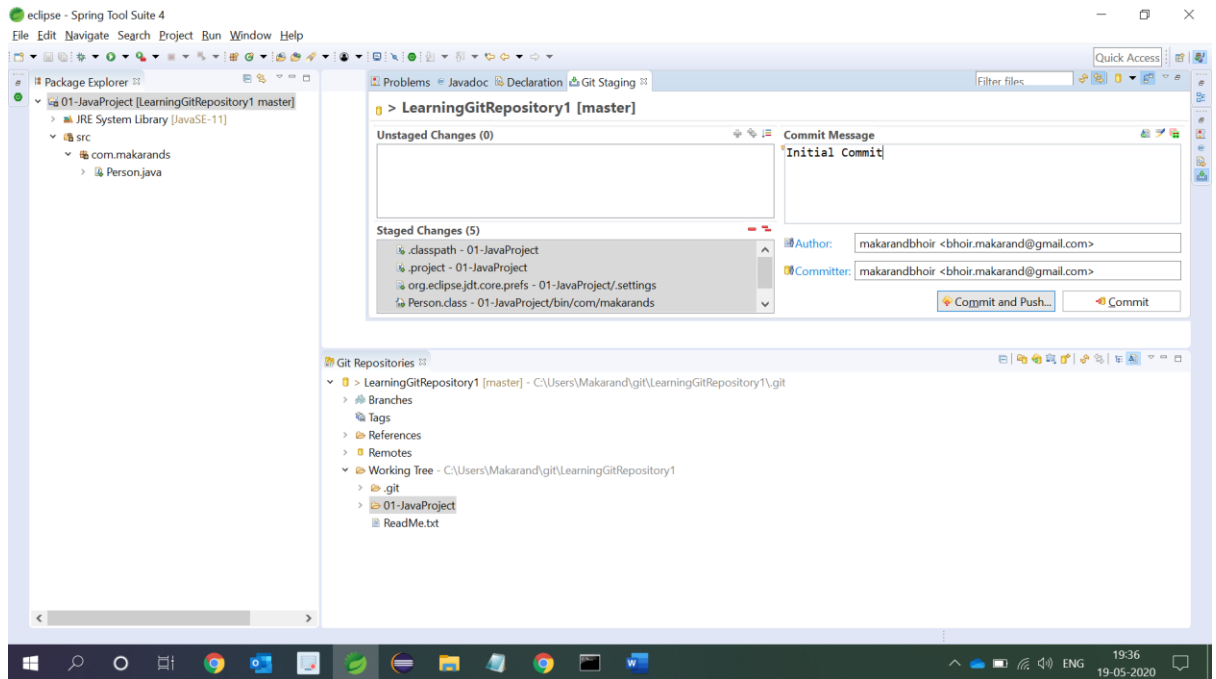 eclipse - Spring Tool Suite 4
File Edit Navigate Search Project Run Window Help
Quick Access
Package Explorer
01-JavaProject [LearningGitRepository1 master]
JRE System Library [JavaSE-11]
src
com.makarands
Person.java
Problems Javadoc Declaration Git Staging
Filter files
> LearningGitRepository1 [master]
Unstaged Changes (0)
Staged Changes (5)
.classpath - 01-JavaProject
.project - 01-JavaProject
org.eclipse.jdt.core.prefs - 01-JavaProject/.settings
Person.class - 01-JavaProject/bin/com/makarands
Commit Message
Initial Commit
Author: makarandbhoir <bhoir.makarand@gmail.com>
Committer: makarandbhoir <bhoir.makarand@gmail.com>
Commit and Push... Commit
Git Repositories
> LearningGitRepository1 [master] - C:\Users\Makarand\git\LearningGitRepository1\.git
Branches
Tags
References
Remotes
Working Tree - C:\Users\Makarand\git\LearningGitRepository1
.git
01-JavaProject
ReadMe.txt
ENG
19:36
19-05-2020